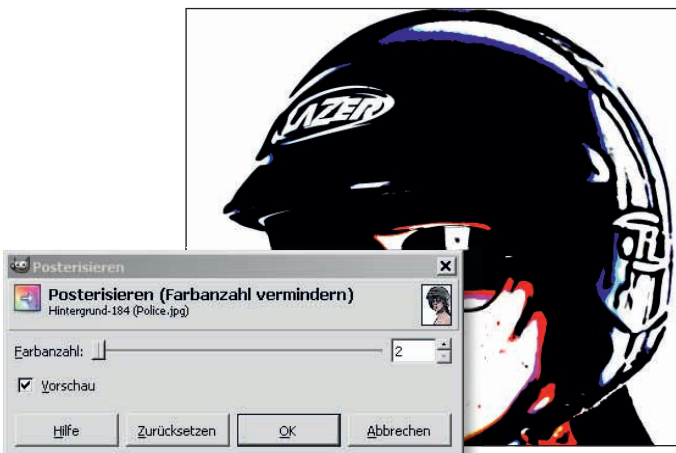 LAZER
Posterisieren
Posterisieren (Farbanzahl vermindern)
Hintergrund-184 (Police.jpg)
Farbanzahl: 2
Vorschau
Hilfe Zurücksetzen OK Abbrechen